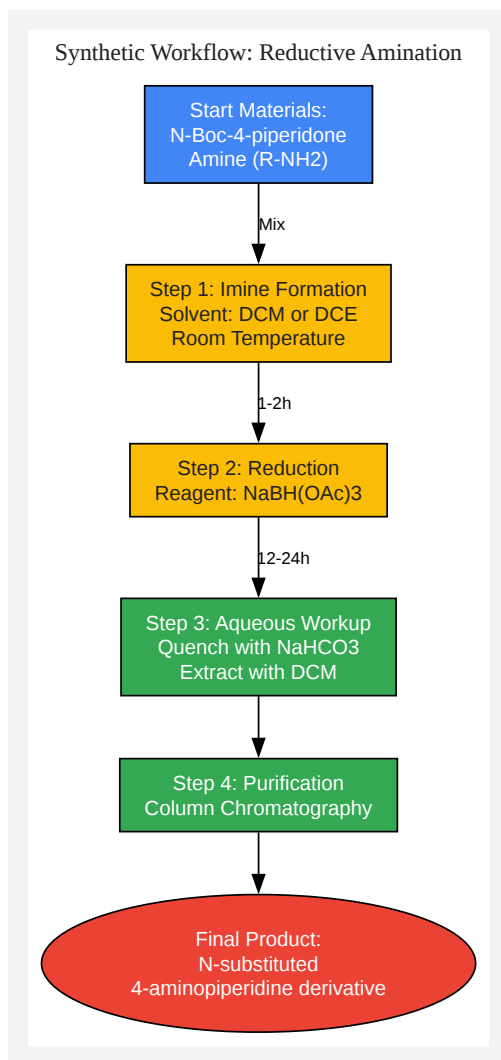 Synthetic Workflow: Reductive Amination
Start Materials:
N-Boc-4-piperidone
Amine (R-NH2)
Mix
Step 1: Imine Formation
Solvent: DCM or DCE
Room Temperature
1-2h
Step 2: Reduction
Reagent: NaBH(OAc)3
12-24h
Step 3: Aqueous Workup
Quench with NaHCO3
Extract with DCM
Step 4: Purification
Column Chromatography
Final Product:
N-substituted
4-aminopiperidine derivative